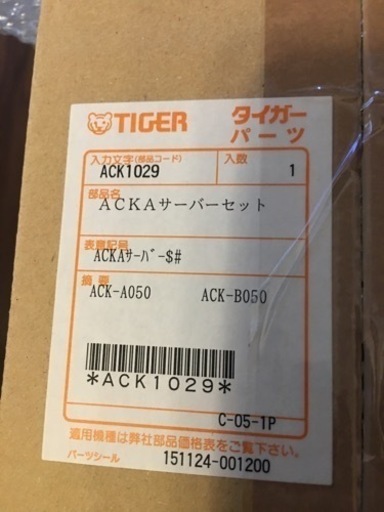 TIGER タイガー
パーツ
入力文字(部品コード) 入数
ACK1029 1
部品名
ACKAサーバーセット
表意記号
ACKAｻｰﾊﾞｰ$#
摘要
ACK-A050 ACK-B050
*ACK1029*
C-05-1P
適用機種は弊社部品価格表をご覧下さい。
パーツシール 151124-001200